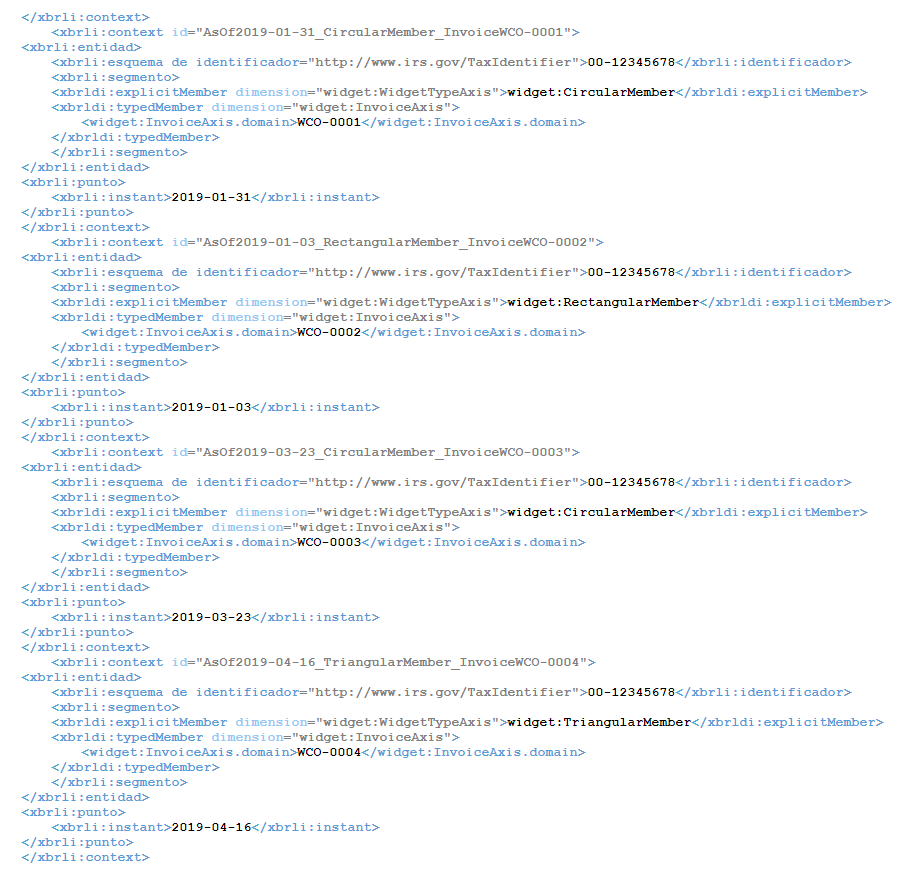 </xbrli:context>
<xbrli:context id="AsOf2019-01-31_CircularMember_InvoiceWCO-0001">
<xbrli:entidad>
<xbrli:esquema de identificador="http://www.irs.gov/TaxIdentifier">00-12345678</xbrli:identificador>
<xbrli:segmento>
<xbrldi:explicitMember dimension="widget:WidgetTypeAxis">widget:CircularMember</xbrldi:explicitMember>
<xbrldi:typedMember dimension="widget:InvoiceAxis">
<widget:InvoiceAxis.domain>WCO-0001</widget:InvoiceAxis.domain>
</xbrldi:typedMember>
</xbrli:segmento>
</xbrli:entidad>
<xbrli:punto>
<xbrli:instant>2019-01-31</xbrli:instant>
</xbrli:punto>
</xbrli:context>
<xbrli:context id="AsOf2019-01-03_RectangularMember_InvoiceWCO-0002">
<xbrli:entidad>
<xbrli:esquema de identificador="http://www.irs.gov/TaxIdentifier">00-12345678</xbrli:identificador>
<xbrli:segmento>
<xbrldi:explicitMember dimension="widget:WidgetTypeAxis">widget:RectangularMember</xbrldi:explicitMember>
<xbrldi:typedMember dimension="widget:InvoiceAxis">
<widget:InvoiceAxis.domain>WCO-0002</widget:InvoiceAxis.domain>
</xbrldi:typedMember>
</xbrli:segmento>
</xbrli:entidad>
<xbrli:punto>
<xbrli:instant>2019-01-03</xbrli:instant>
</xbrli:punto>
</xbrli:context>
<xbrli:context id="AsOf2019-03-23_CircularMember_InvoiceWCO-0003">
<xbrli:entidad>
<xbrli:esquema de identificador="http://www.irs.gov/TaxIdentifier">00-12345678</xbrli:identificador>
<xbrli:segmento>
<xbrldi:explicitMember dimension="widget:WidgetTypeAxis">widget:CircularMember</xbrldi:explicitMember>
<xbrldi:typedMember dimension="widget:InvoiceAxis">
<widget:InvoiceAxis.domain>WCO-0003</widget:InvoiceAxis.domain>
</xbrldi:typedMember>
</xbrli:segmento>
</xbrli:entidad>
<xbrli:punto>
<xbrli:instant>2019-03-23</xbrli:instant>
</xbrli:punto>
</xbrli:context>
<xbrli:context id="AsOf2019-04-16_TriangularMember_InvoiceWCO-0004">
<xbrli:entidad>
<xbrli:esquema de identificador="http://www.irs.gov/TaxIdentifier">00-12345678</xbrli:identificador>
<xbrli:segmento>
<xbrldi:explicitMember dimension="widget:WidgetTypeAxis">widget:TriangularMember</xbrldi:explicitMember>
<xbrldi:typedMember dimension="widget:InvoiceAxis">
<widget:InvoiceAxis.domain>WCO-0004</widget:InvoiceAxis.domain>
</xbrldi:typedMember>
</xbrli:segmento>
</xbrli:entidad>
<xbrli:punto>
<xbrli:instant>2019-04-16</xbrli:instant>
</xbrli:punto>
</xbrli:context>